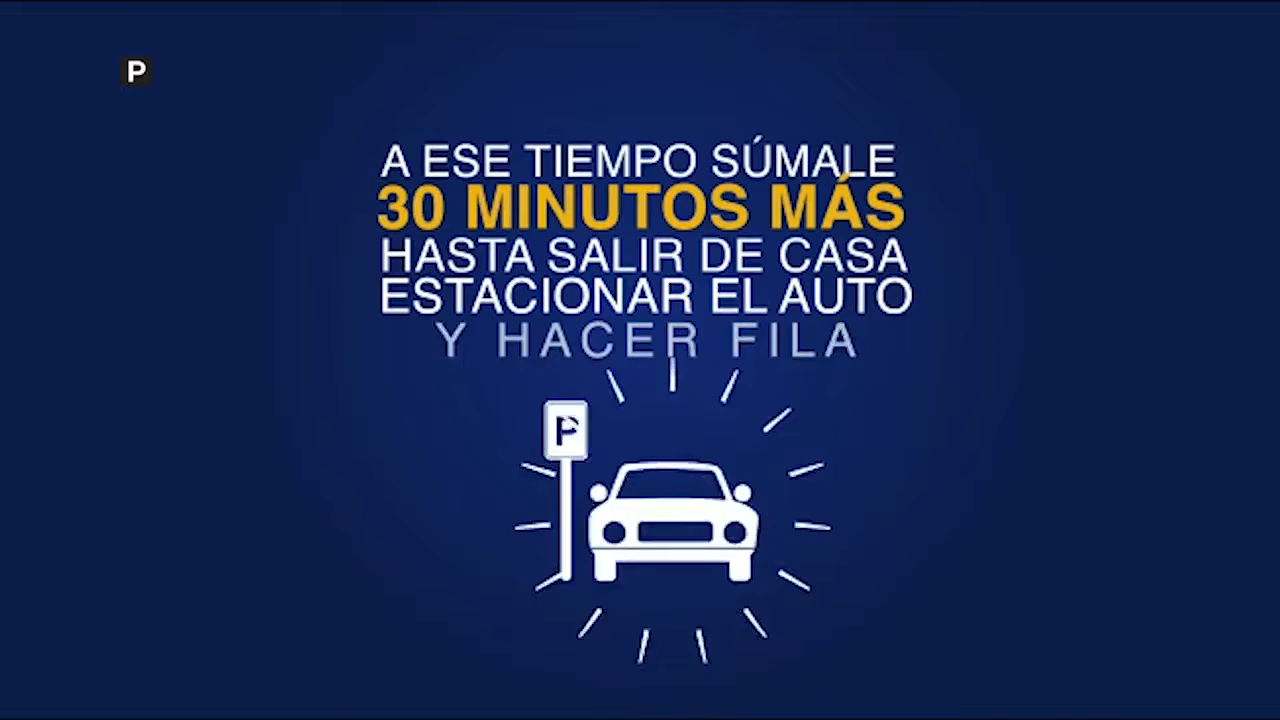 P
A ESE TIEMPO SÚMALE
30 MINUTOS MÁS
HASTA SALIR DE CASA
ESTACIONAR EL AUTO
Y HACER FILA
P